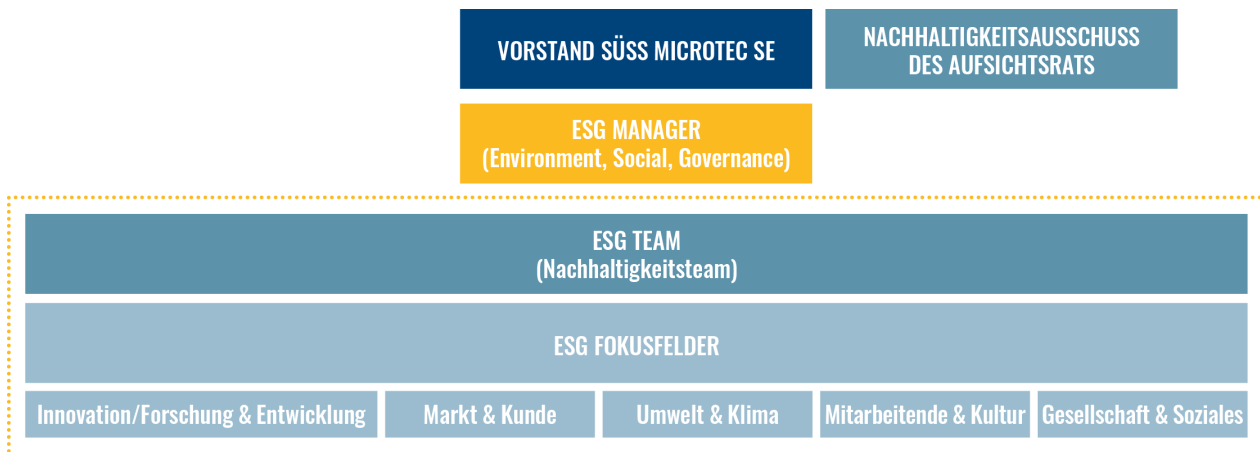 VORSTAND SÜSS MICROTEC SE
NACHHALTIGKEITSAUSSCHUSS
DES AUFSICHTSRATS
ESG MANAGER
(Environment, Social, Governance)
ESG TEAM
(Nachhaltigkeitsteam)
ESG FOKUSFELDER
Innovation/Forschung & Entwicklung
Markt & Kunde
Umwelt & Klima
Mitarbeitende & Kultur
Gesellschaft & Soziales